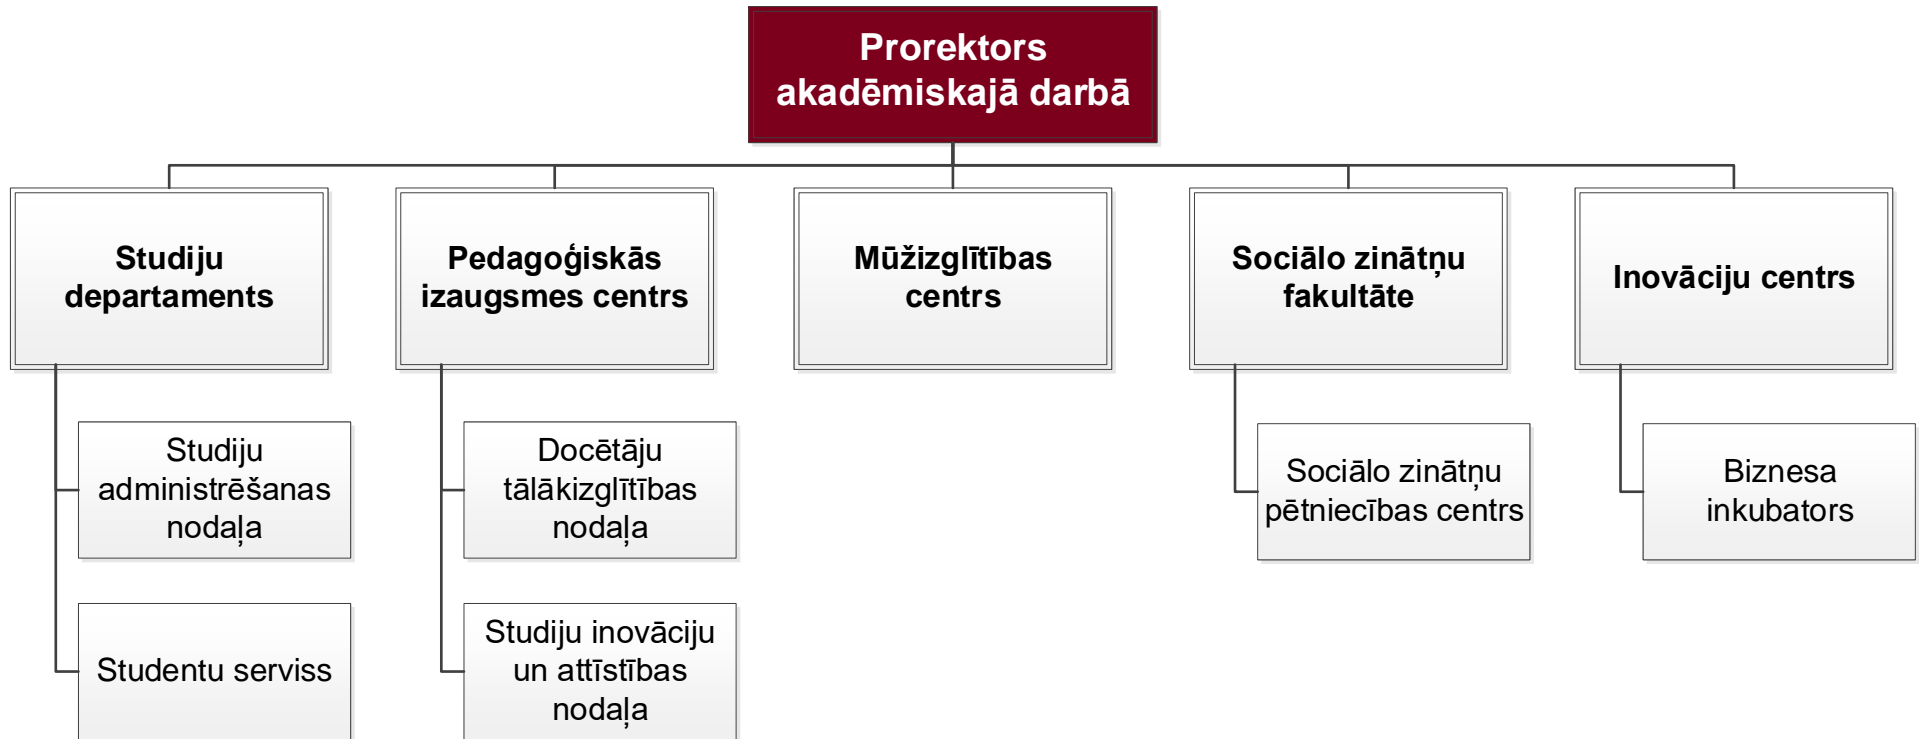 Prorektors
akadēmiskajā darbā
Studiju
departaments
Pedagoģiskās
izaugsmes centrs
Mūžizglītības
centrs
Sociālo zinātņu
fakultāte
Inovāciju centrs
Studiju
administrēšanas
nodaļa
Docētāju
tālākizglītības
nodaļa
Sociālo zinātņu
pētniecības centrs
Biznesa
inkubators
Studentu serviss
Studiju inovāciju
un attīstības
nodaļa